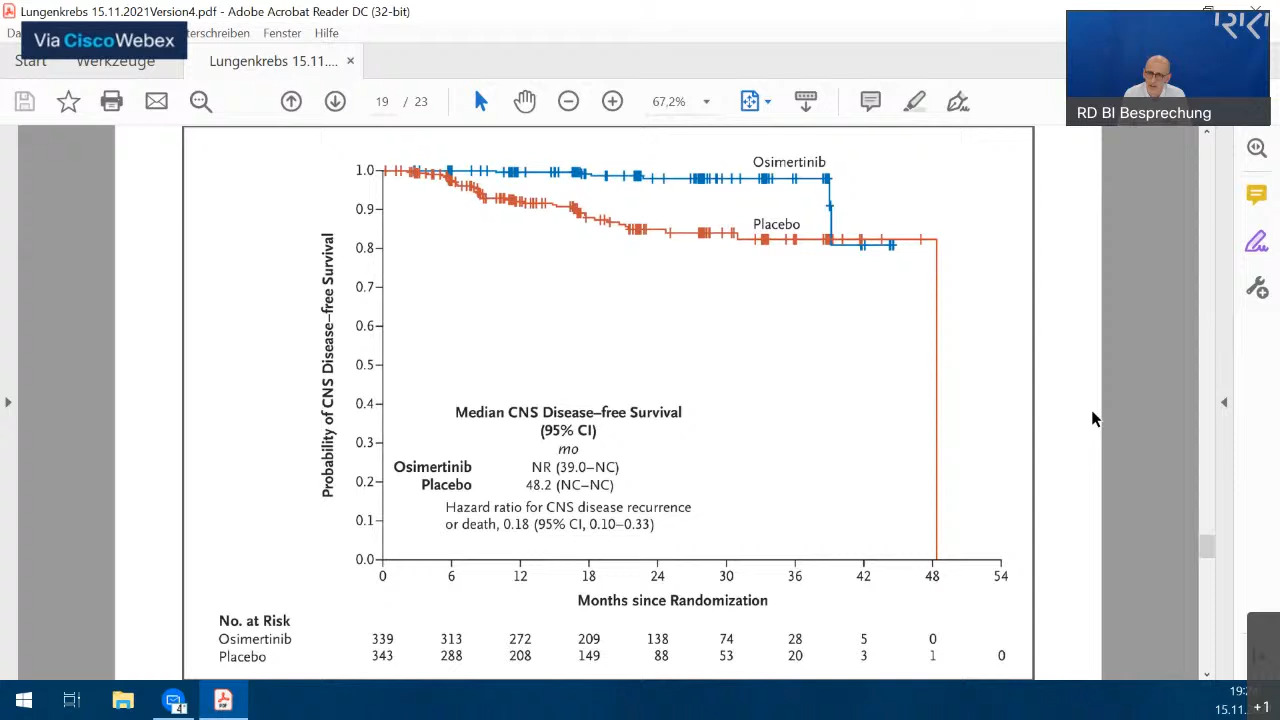 Lungenkrebs 15.11.2021Version4.pdf - Adobe Acrobat Reader DC (32-bit)
Via CiscoWebex
terschreiben Fenster Hilfe
Start Werkzeuge Lungenkrebs 15.11.... ×
19 / 23 67,2%
RD BI Besprechung
Probability of CNS Disease–free Survival
1.0
0.9
0.8
0.7
0.6
0.5
0.4
0.3
0.2
0.1
0.0
Osimertinib
Placebo
Median CNS Disease–free Survival
(95% CI)
mo
Osimertinib NR (39.0–NC)
Placebo 48.2 (NC–NC)
Hazard ratio for CNS disease recurrence
or death, 0.18 (95% CI, 0.10–0.33)
0 6 12 18 24 30 36 42 48 54
Months since Randomization
No. at Risk
Osimertinib 339 313 272 209 138 74 28 5 0
Placebo 343 288 208 149 88 53 20 3 1 0
4
PDF
15.11.
+1